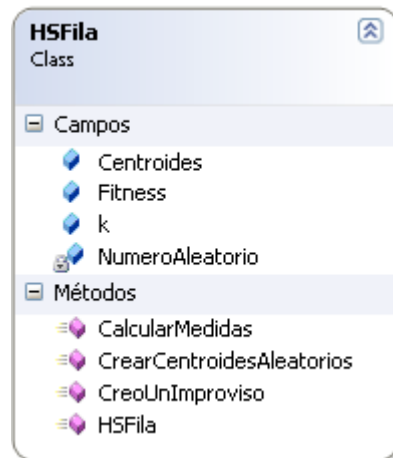 HSFila
Class
Campos
Centroides
Fitness
k
NumeroAleatorio
Métodos
CalcularMedidas
CrearCentroidesAleatorios
CreoUnImproviso
HSFila